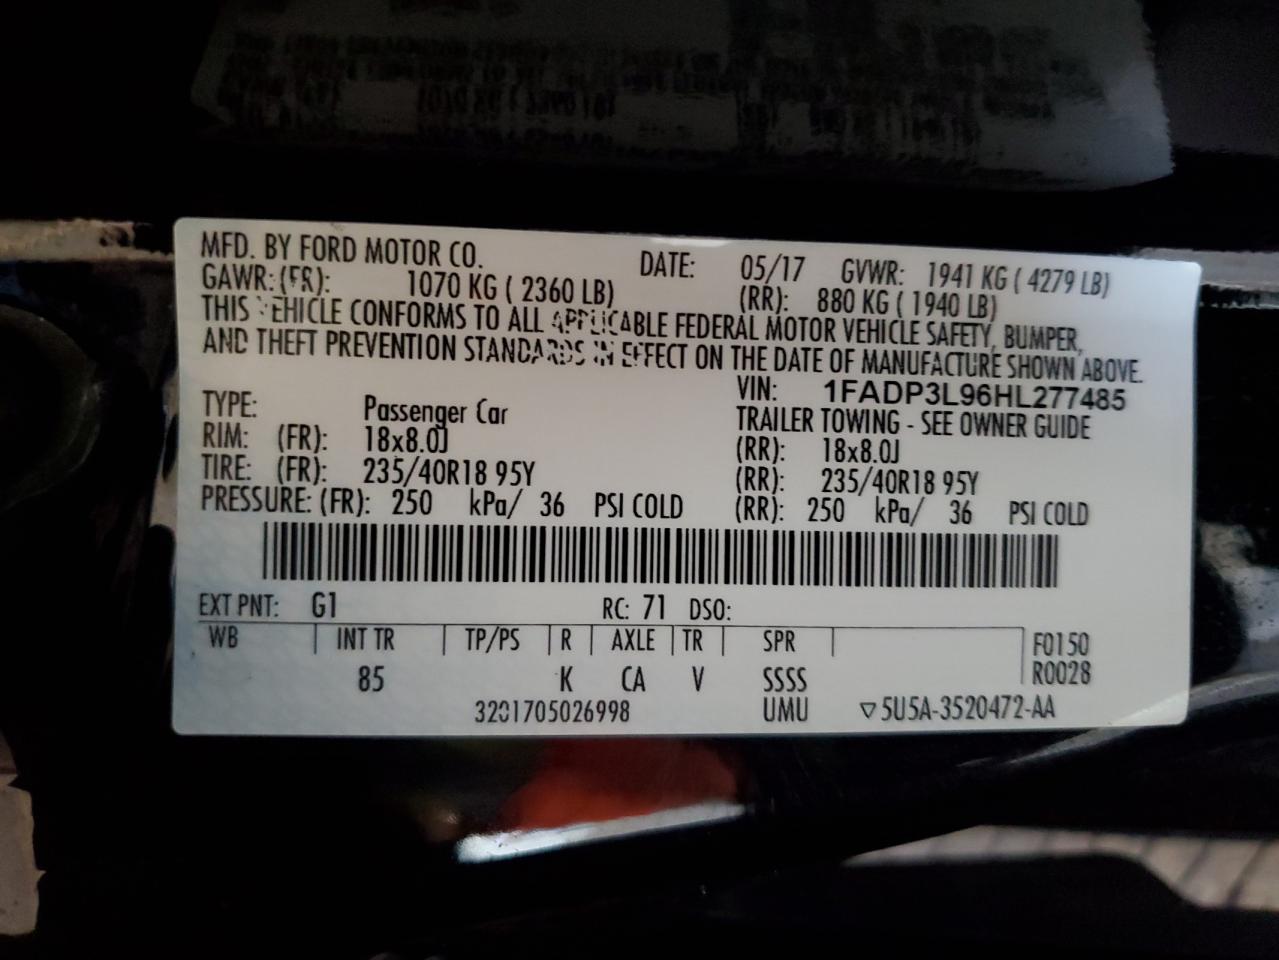 MFD. BY FORD MOTOR CO. DATE: 05/17 GVWR: 1941 KG ( 4279 LB)
GAWR: (FR): 1070 KG ( 2360 LB) (RR): 880 KG ( 1940 LB)
THIS VEHICLE CONFORMS TO ALL APPLICABLE FEDERAL MOTOR VEHICLE SAFETY, BUMPER,
AND THEFT PREVENTION STANDARDS IN EFFECT ON THE DATE OF MANUFACTURE SHOWN ABOVE.
VIN: 1FADP3L96HL277485
TYPE: Passenger Car TRAILER TOWING - SEE OWNER GUIDE
RIM: (FR): 18x8.0J (RR): 18x8.0J
TIRE: (FR): 235/40R18 95Y (RR): 235/40R18 95Y
PRESSURE: (FR): 250 kPa/ 36 PSI COLD (RR): 250 kPa/ 36 PSI COLD
EXT PNT: G1 RC: 71 DSO:
WB INT TR TP/PS R AXLE TR SPR F0150
85 K CA V SSSS R0028
3201705026998 UMU ▽5U5A-3520472-AA